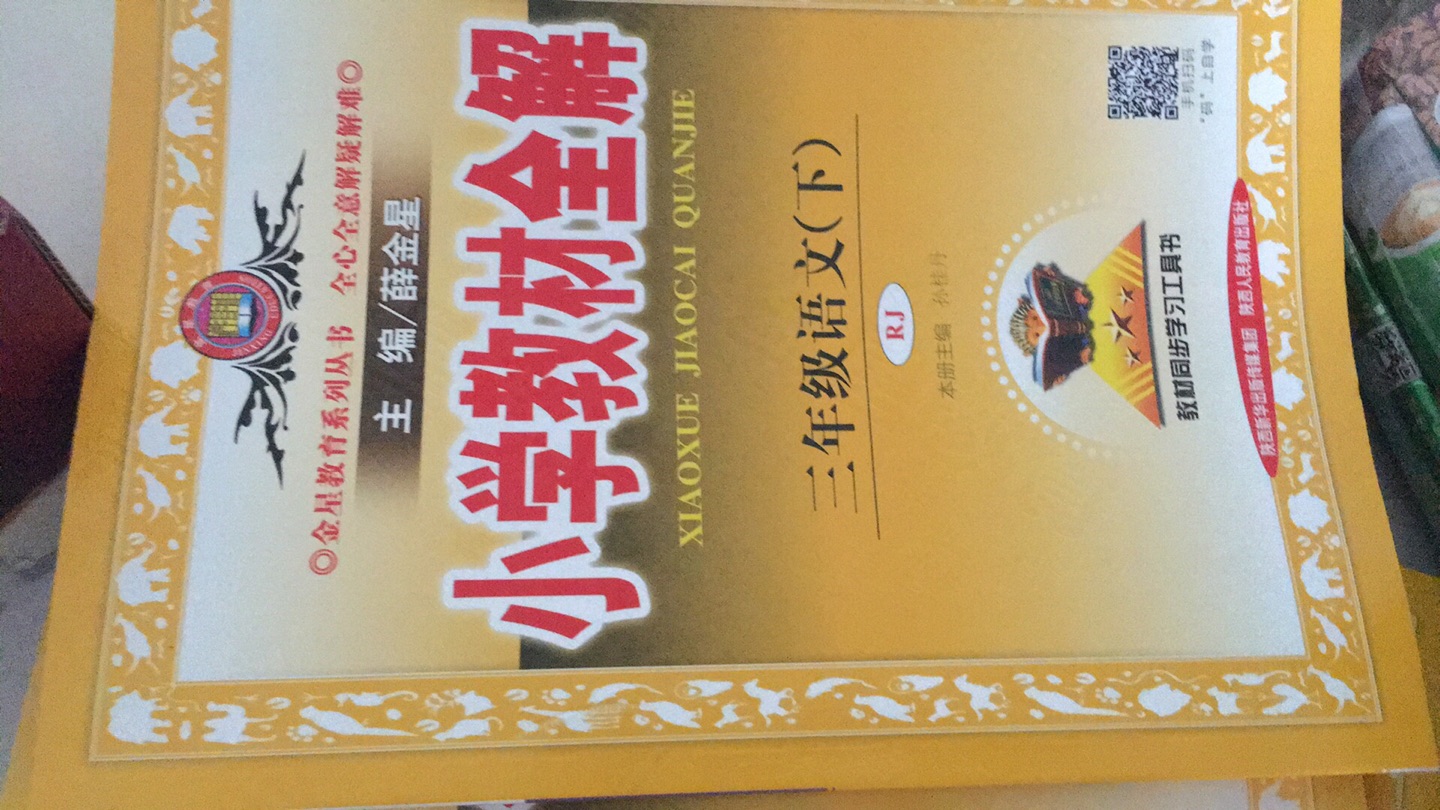 金星教育系列丛书 全心全意解疑解难
主 编/薛金星
小学教材全解
XIAOXUE JIAOCAI QUANJIE
三年级语文(下)
RJ
本册主编 孙桂丹
手机扫码
“码”上自学
教材同步学习工具书
陕西新华出版传媒集团 陕西人民教育出版社